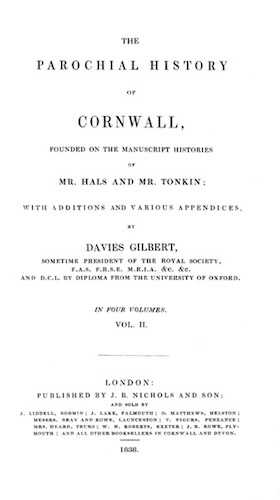 THE
PAROCHIAL HISTORY
OF
CORNWALL,
FOUNDED ON THE MANUSCRIPT HISTORIES
OF
MR. HALS AND MR. TONKIN;
WITH ADDITIONS AND VARIOUS APPENDICES,
BY
DAVIES GILBERT,
SOMETIME PRESIDENT OF THE ROYAL SOCIETY,
F.A.S. F.R.S.E. M.R.I.A. &C. &C.
AND D.C.L. BY DIPLOMA FROM THE UNIVERSITY OF OXFORD.
IN FOUR VOLUMES.
VOL. II.
LONDON:
PUBLISHED BY J. B. NICHOLS AND SON;
AND SOLD BY
J. LIDDELL, BODMIN; J. LAKE, FALMOUTH; O. MATTHEWS, HELSTON;
MESSRS. BRAY AND ROWE, LAUNCESTON; T. VIGURS, PENZANCE;
MRS. HEARD, TRURO; W. W. ROBERTS, EXETER; J. B. ROWE, PLY-
MOUTH; AND ALL OTHER BOOKSELLERS IN CORNWALL AND DEVON.
1838.